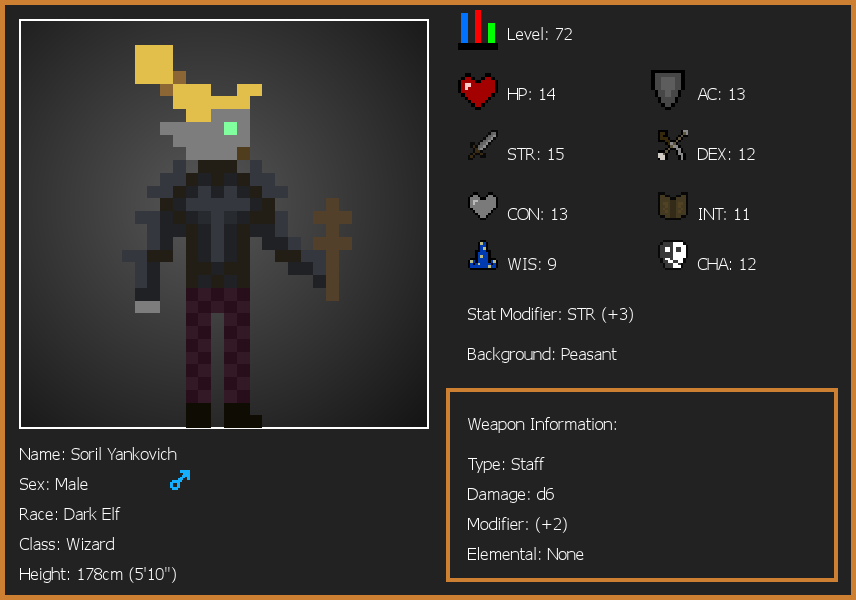 Level: 72
HP: 14
AC: 13
STR: 15
DEX: 12
CON: 13
INT: 11
WIS: 9
CHA: 12
Stat Modifier: STR (+3)
Background: Peasant
Weapon Information:
Type: Staff
Damage: d6
Modifier: (+2)
Elemental: None
Name: Soril Yankovich
Sex: Male
Race: Dark Elf
Class: Wizard
Height: 178cm (5'10")